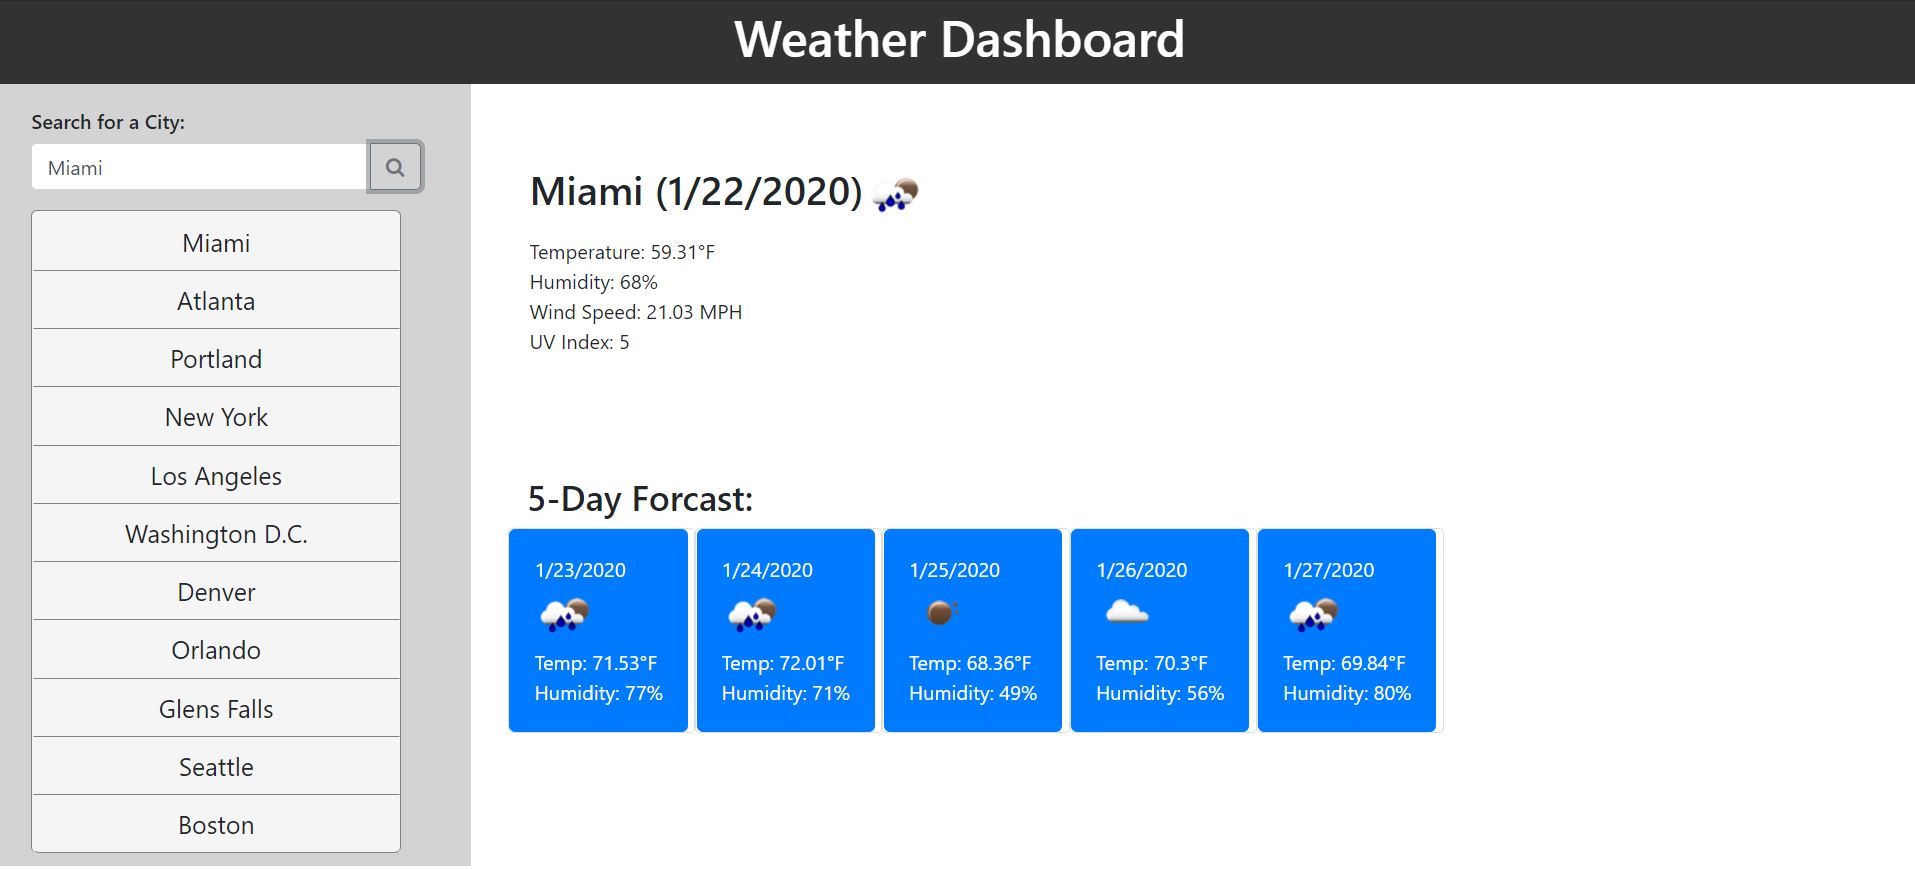 Weather Dashboard
Search for a City:
Miami
Miami
Atlanta
Portland
New York
Los Angeles
Washington D.C.
Denver
Orlando
Glens Falls
Seattle
Boston
Miami (1/22/2020)
Temperature: 59.31°F
Humidity: 68%
Wind Speed: 21.03 MPH
UV Index: 5
5-Day Forcast:
1/23/2020
Temp: 71.53°F
Humidity: 77%
1/24/2020
Temp: 72.01°F
Humidity: 71%
1/25/2020
Temp: 68.36°F
Humidity: 49%
1/26/2020
Temp: 70.3°F
Humidity: 56%
1/27/2020
Temp: 69.84°F
Humidity: 80%